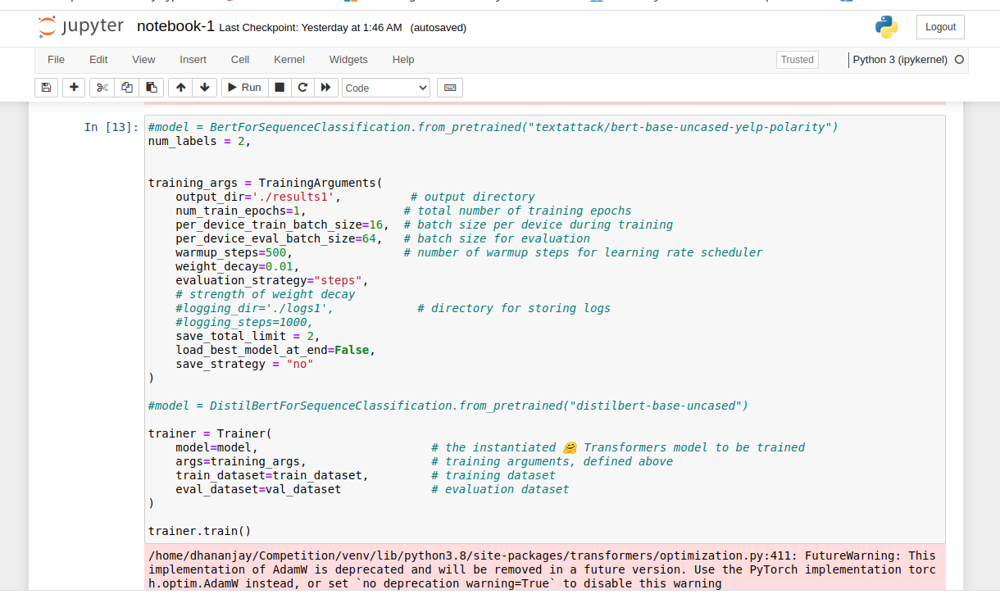 jupyter notebook-1 Last Checkpoint: Yesterday at 1:46 AM (autosaved) Logout
File Edit View Insert Cell Kernel Widgets Help Trusted Python 3 (ipykernel)
Run Code
In [13]: #model = BertForSequenceClassification.from_pretrained("textattack/bert-base-uncased-yelp-polarity")
num_labels = 2,
training_args = TrainingArguments(
    output_dir='./results1',          # output directory
    num_train_epochs=1,              # total number of training epochs
    per_device_train_batch_size=16,  # batch size per device during training
    per_device_eval_batch_size=64,   # batch size for evaluation
    warmup_steps=500,                # number of warmup steps for learning rate scheduler
    weight_decay=0.01,
    evaluation_strategy="steps",
    # strength of weight decay
    #logging_dir='./logs1',            # directory for storing logs
    #logging_steps=1000,
    save_total_limit = 2,
    load_best_model_at_end=False,
    save_strategy = "no"
)
#model = DistilBertForSequenceClassification.from_pretrained("distilbert-base-uncased")
trainer = Trainer(
    model=model,                         # the instantiated 🤗 Transformers model to be trained
    args=training_args,                  # training arguments, defined above
    train_dataset=train_dataset,         # training dataset
    eval_dataset=val_dataset             # evaluation dataset
)
trainer.train()
/home/dhananjay/Competition/venv/lib/python3.8/site-packages/transformers/optimization.py:411: FutureWarning: This
implementation of AdamW is deprecated and will be removed in a future version. Use the PyTorch implementation torc
h.optim.AdamW instead, or set `no_deprecation_warning=True` to disable this warning